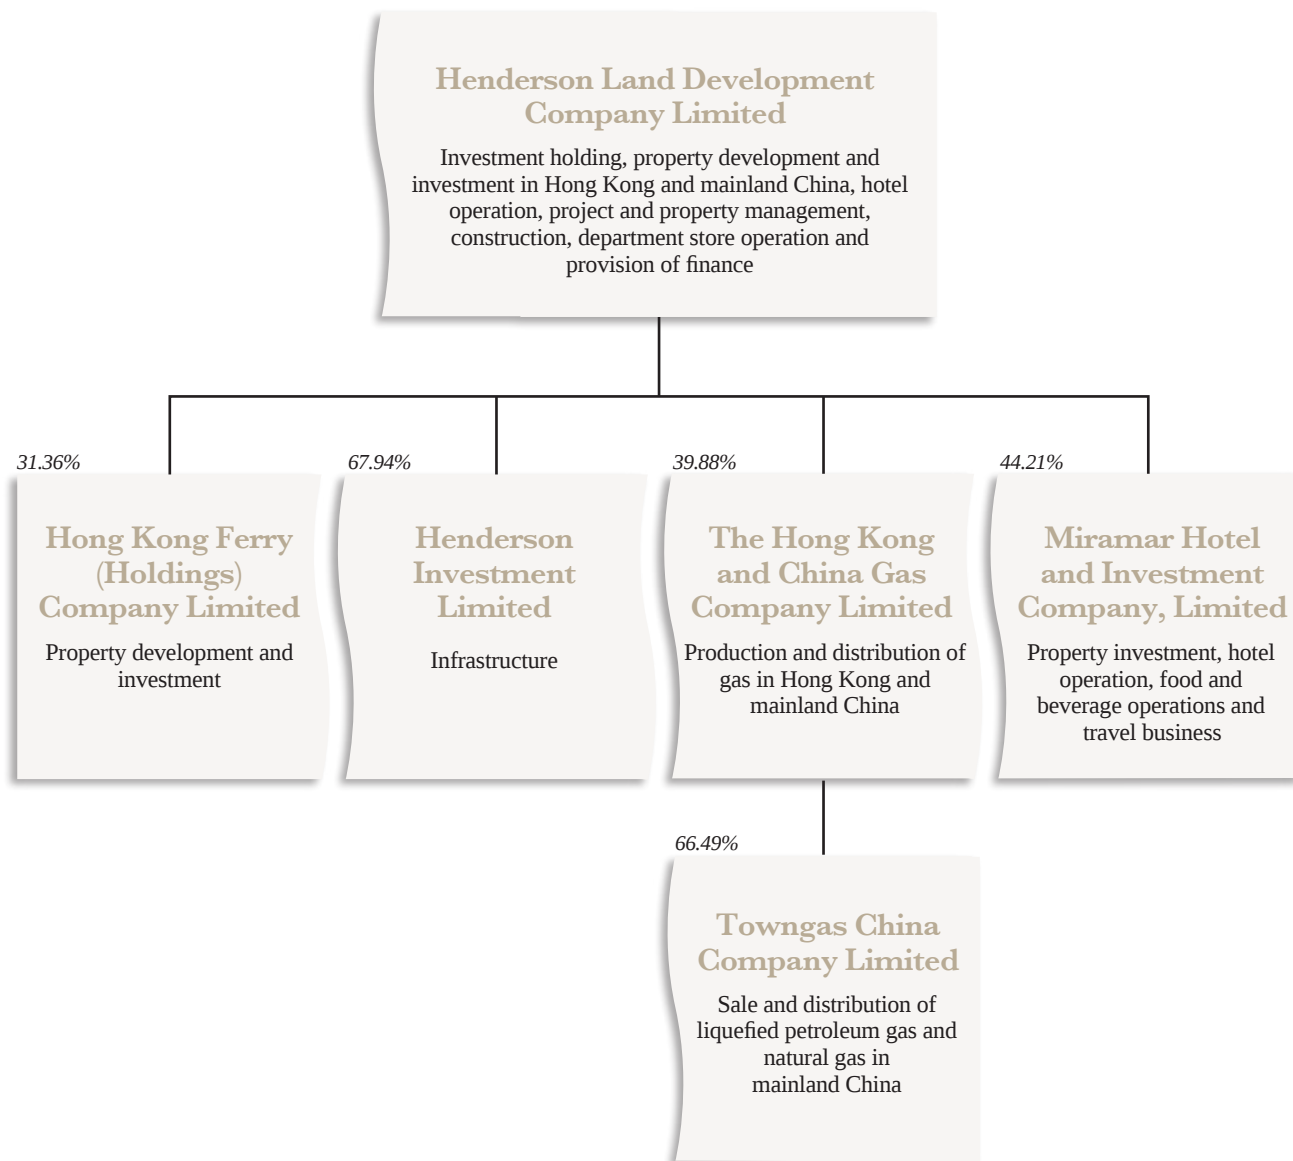 Henderson Land Development
Company Limited
Investment holding, property development and
investment in Hong Kong and mainland China, hotel
operation, project and property management,
construction, department store operation and
provision of finance
31.36%
Hong Kong Ferry
(Holdings)
Company Limited
Property development and
investment
67.94%
Henderson
Investment
Limited
Infrastructure
39.88%
The Hong Kong
and China Gas
Company Limited
Production and distribution of
gas in Hong Kong and
mainland China
44.21%
Miramar Hotel
and Investment
Company, Limited
Property investment, hotel
operation, food and
beverage operations and
travel business
66.49%
Towngas China
Company Limited
Sale and distribution of
liquefied petroleum gas and
natural gas in
mainland China